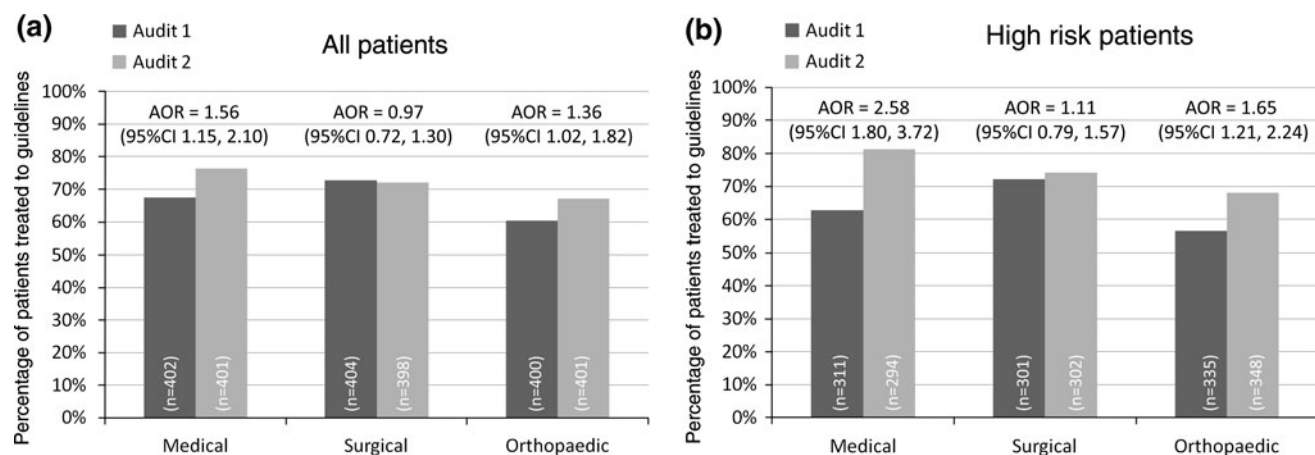 (a)
Audit 1
Audit 2
All patients
Percentage of patients treated to guidelines
100%
90%
80%
70%
60%
50%
40%
30%
20%
10%
0%
AOR = 1.56
(95%CI 1.15, 2.10)
AOR = 0.97
(95%CI 0.72, 1.30)
AOR = 1.36
(95%CI 1.02, 1.82)
(n=402)
(n=401)
(n=404)
(n=398)
(n=400)
(n=401)
Medical
Surgical
Orthopaedic
(b)
Audit 1
Audit 2
High risk patients
Percentage of patients treated to guidelines
100%
90%
80%
70%
60%
50%
40%
30%
20%
10%
0%
AOR = 2.58
(95%CI 1.80, 3.72)
AOR = 1.11
(95%CI 0.79, 1.57)
AOR = 1.65
(95%CI 1.21, 2.24)
(n=311)
(n=294)
(n=301)
(n=302)
(n=335)
(n=348)
Medical
Surgical
Orthopaedic